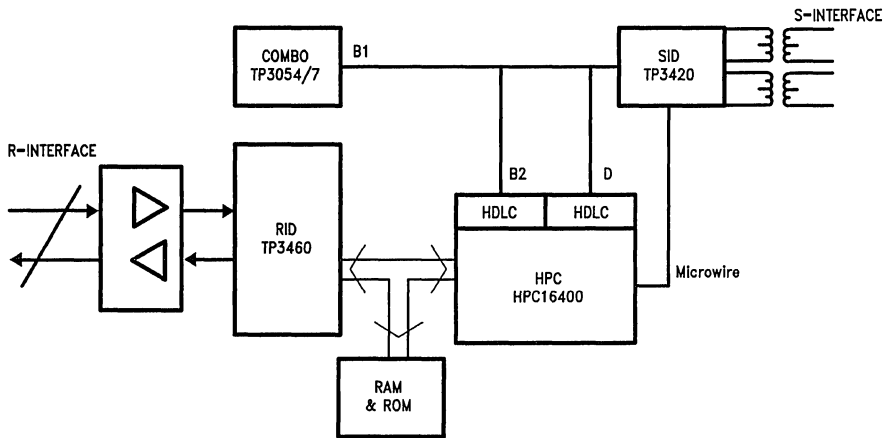 S-INTERFACE
COMBO
TP3054/7
B1
SID
TP3420
R-INTERFACE
B2
D
HDLC
HDLC
RID
TP3460
HPC
HPC16400
Microwire
RAM
& ROM